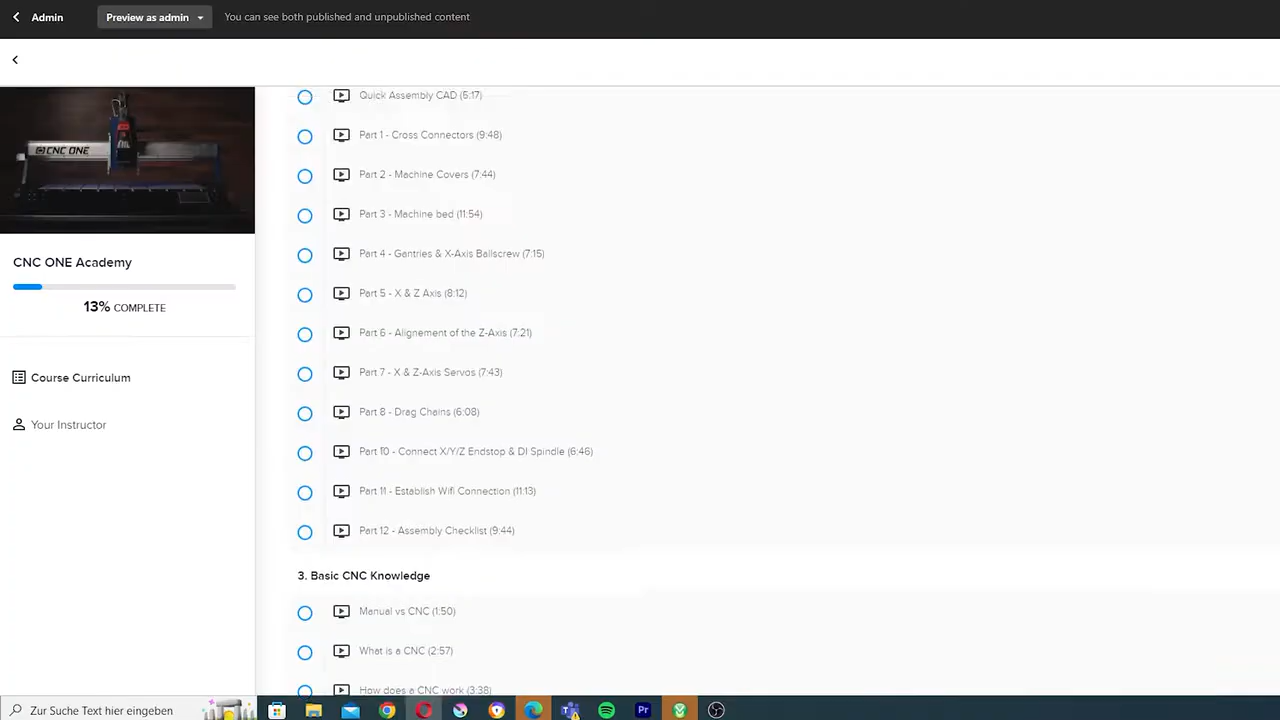 Admin
Preview as admin
You can see both published and unpublished content
CNC ONE
CNC ONE Academy
13% COMPLETE
Course Curriculum
Your Instructor
Quick Assembly CAD (6:17)
Part 1 - Cross Connectors (9:48)
Part 2 - Machine Covers (7:44)
Part 3 - Machine bed (11:54)
Part 4 - Gantries & X-Axis Ballscrew (7:15)
Part 5 - X & Z Axis (8:12)
Part 6 - Alignement of the Z-Axis (7:21)
Part 7 - X & Z-Axis Servos (7:43)
Part 8 - Drag Chains (6:08)
Part 10 - Connect X/Y/Z Endstop & DI Spindle (6:46)
Part 11 - Establish Wifi Connection (11:13)
Part 12 - Assembly Checklist (9:44)
3. Basic CNC Knowledge
Manual vs CNC (1:50)
What is a CNC (2:57)
How does a CNC work (3:38)
Zur Suche Text hier eingeben
Pr